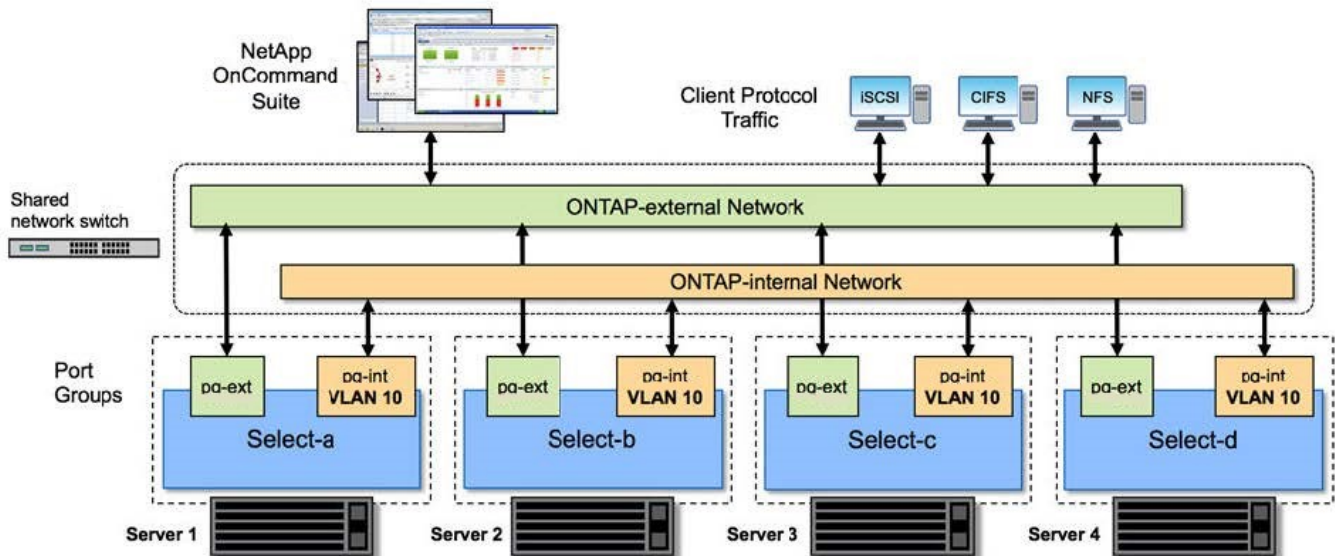 NetApp
OnCommand
Suite
Client Protocol
Traffic
iSCSI
CIFS
NFS
Shared
network switch
ONTAP-external Network
ONTAP-internal Network
Port
Groups
pg-ext
pg-int
VLAN 10
Select-a
pg-ext
pg-int
VLAN 10
Select-b
pg-ext
pg-int
VLAN 10
Select-c
pg-ext
pg-int
VLAN 10
Select-d
Server 1
Server 2
Server 3
Server 4